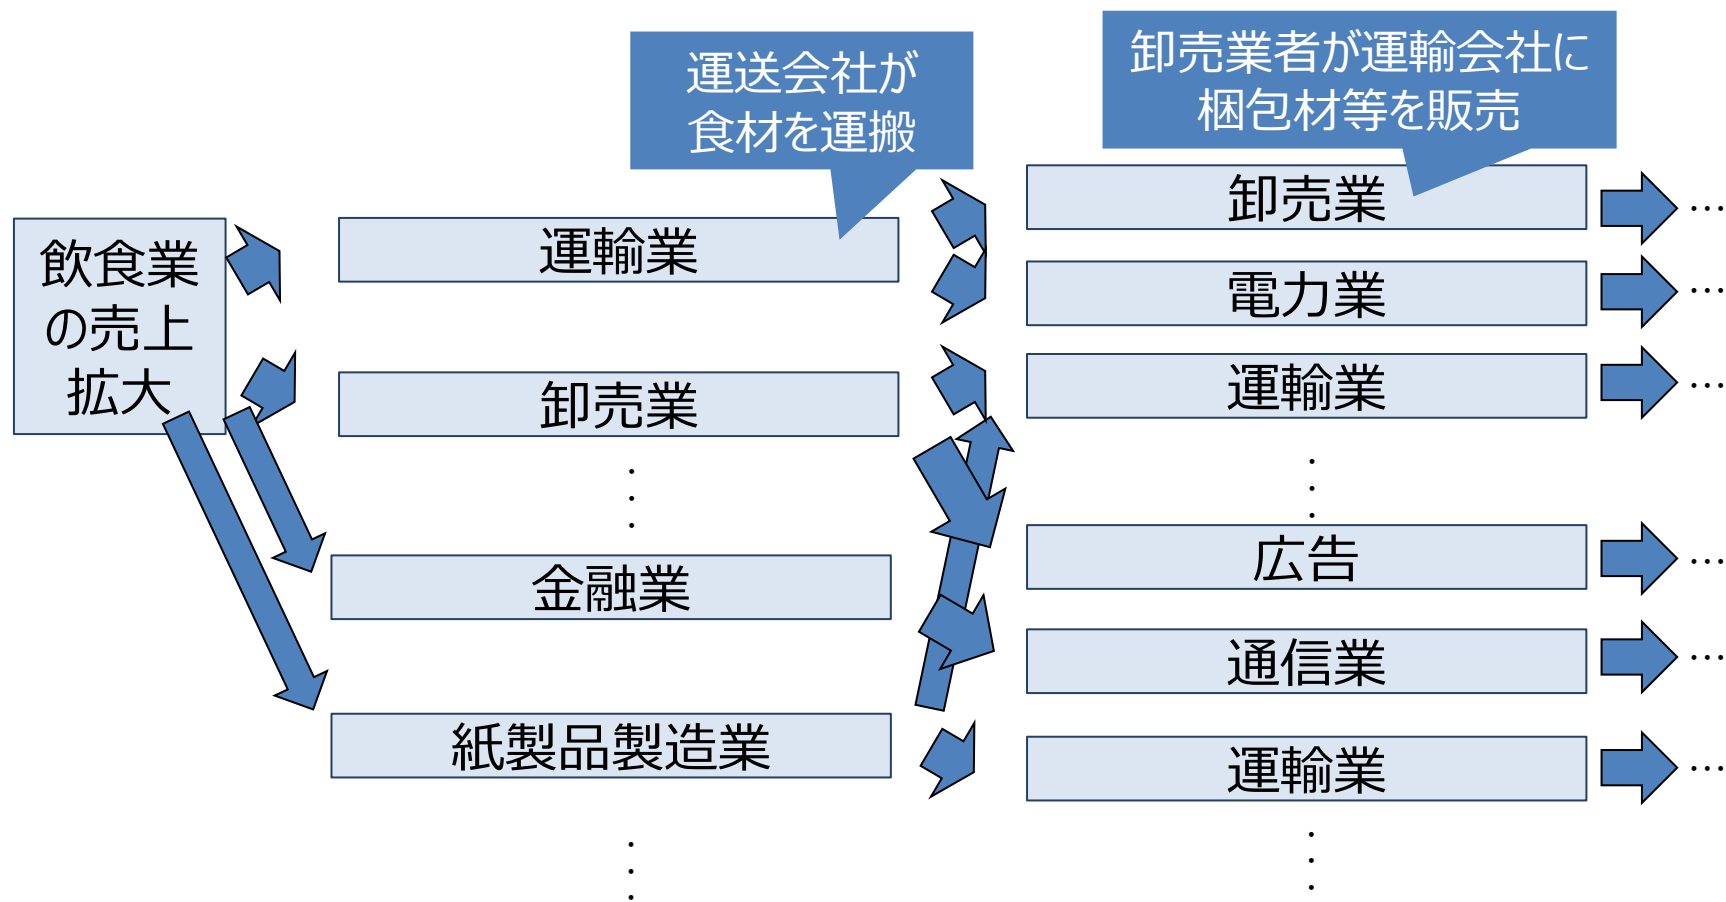 運送会社が
食材を運搬
卸売業者が運輸会社に
梱包材等を販売
飲食業
の売上
拡大
運輸業
卸売業
⋮
金融業
紙製品製造業
⋮
卸売業
…
電力業
…
運輸業
…
⋮
広告
…
通信業
…
運輸業
…
⋮